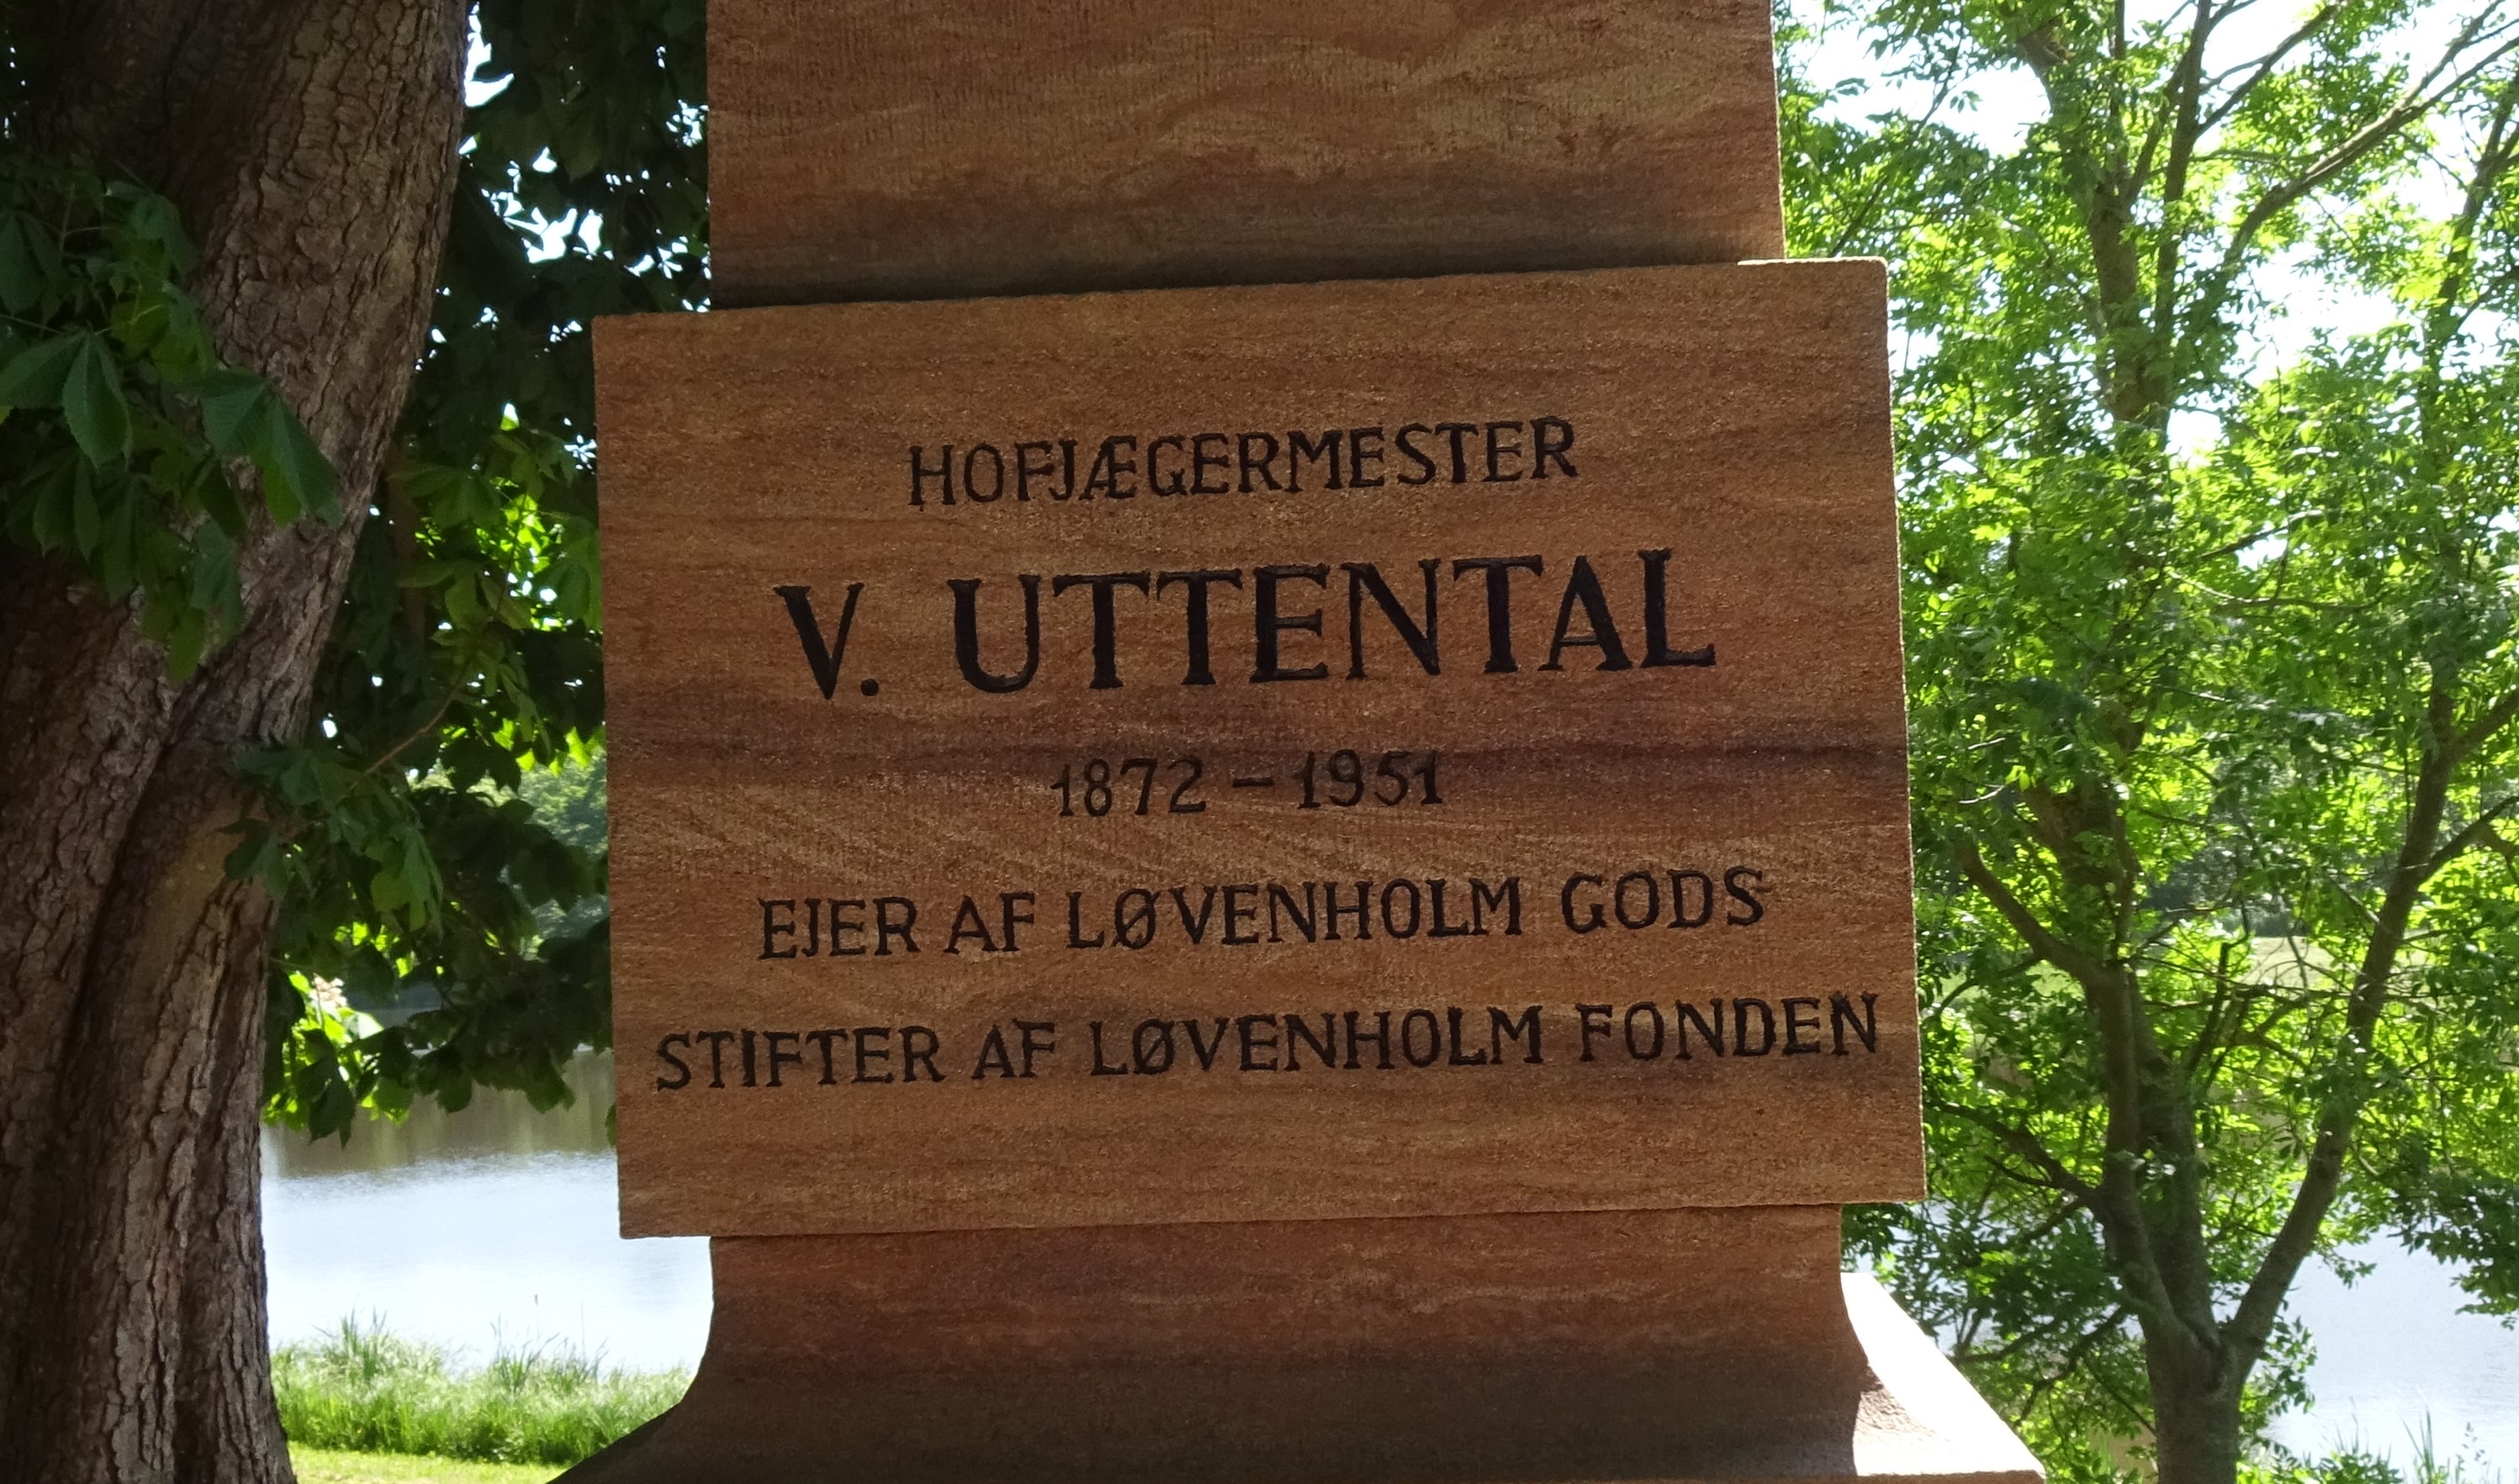 HOFJÆGERMESTER
V. UTTENTAL
1872 – 1951
EJER AF LØVENHOLM GODS
STIFTER AF LØVENHOLM FONDEN